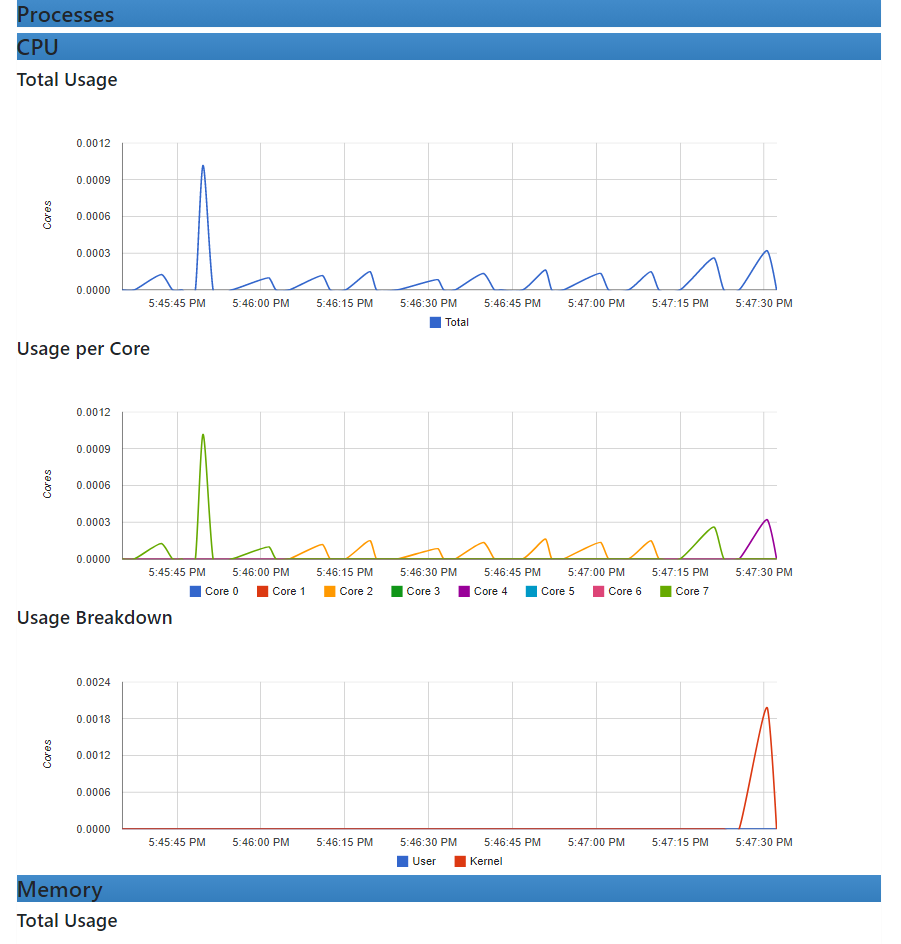 Processes
CPU
Total Usage
0.0012
0.0009
0.0006
0.0003
0.0000
Cores
5:45:45 PM 5:46:00 PM 5:46:15 PM 5:46:30 PM 5:46:45 PM 5:47:00 PM 5:47:15 PM 5:47:30 PM
Total
Usage per Core
0.0012
0.0009
0.0006
0.0003
0.0000
Cores
5:45:45 PM 5:46:00 PM 5:46:15 PM 5:46:30 PM 5:46:45 PM 5:47:00 PM 5:47:15 PM 5:47:30 PM
Core 0 Core 1 Core 2 Core 3 Core 4 Core 5 Core 6 Core 7
Usage Breakdown
0.0024
0.0018
0.0012
0.0006
0.0000
Cores
5:45:45 PM 5:46:00 PM 5:46:15 PM 5:46:30 PM 5:46:45 PM 5:47:00 PM 5:47:15 PM 5:47:30 PM
User Kernel
Memory
Total Usage